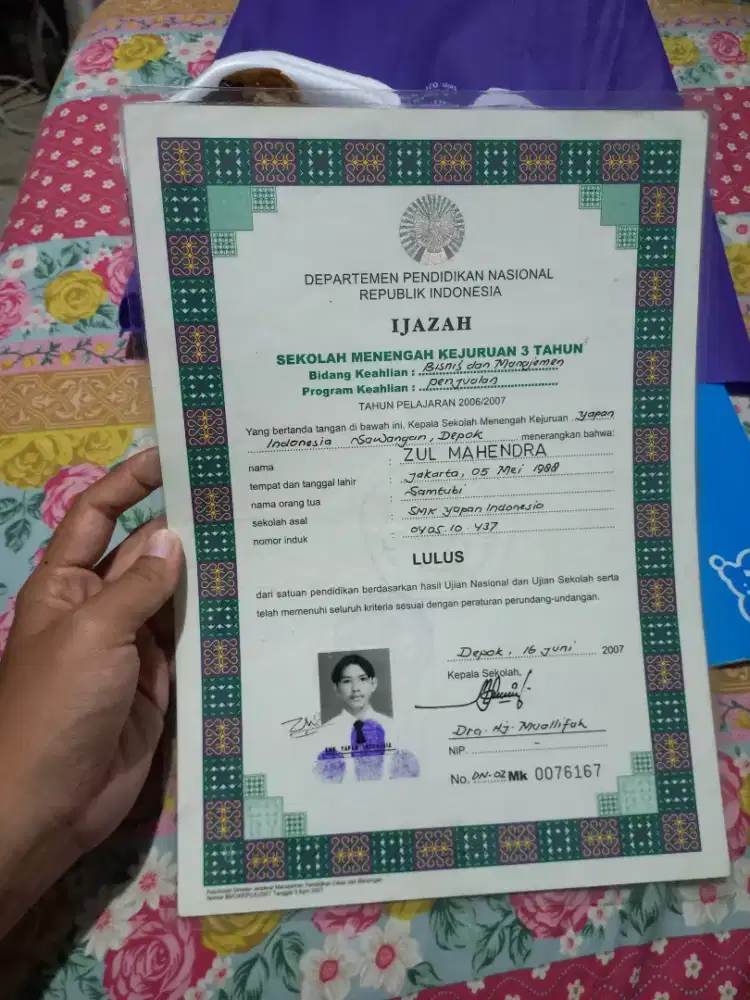 DEPARTEMEN PENDIDIKAN NASIONAL
REPUBLIK INDONESIA
IJAZAH
SEKOLAH MENENGAH KEJURUAN 3 TAHUN
Bidang Keahlian : Bisnis dan Manajemen
Program Keahlian : penjualan
TAHUN PELAJARAN 2006/2007
Yang bertanda tangan di bawah ini, Kepala Sekolah Menengah Kejuruan Yapan
Indonesia Sawangan, Depok menerangkan bahwa:
nama : ZUL MAHENDRA
tempat dan tanggal lahir : Jakarta, 05 Mei 1988
nama orang tua : Samtubi
sekolah asal : SMK Yapan Indonesia
nomor induk : 0405.10.437
LULUS
dari satuan pendidikan berdasarkan hasil Ujian Nasional dan Ujian Sekolah serta
telah memenuhi seluruh kriteria sesuai dengan peraturan perundang-undangan.
Depok, 16 Juni 2007
Kepala Sekolah,
SMK YAPAN INDONESIA
Dra. Hj. Muallifah
NIP. -
No. DN-02 Mk 0076167